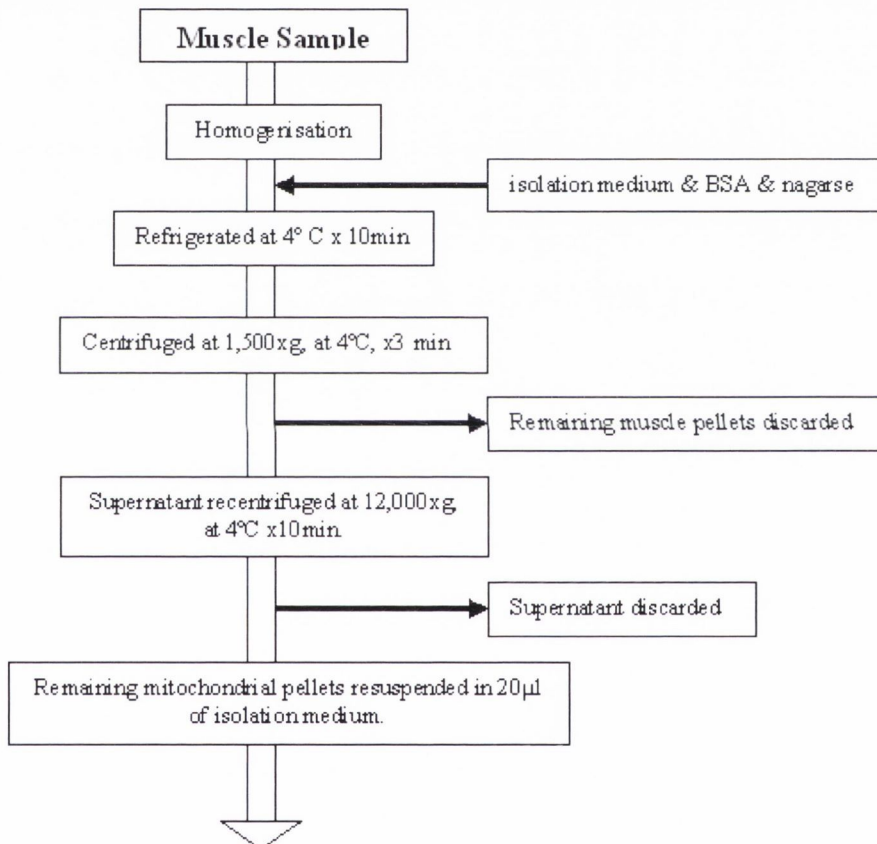 Muscle Sample
Homogenisation
isolation medium & BSA & nagarse
Refrigerated at 4° C x 10min
Centrifuged at 1,500xg, at 4°C, x3 min
Remaining muscle pellets discarded
Supernatant recentrifuged at 12,000xg,
at 4°C x10min.
Supernatant discarded
Remaining mitochondrial pellets resuspended in 20µl
of isolation medium.